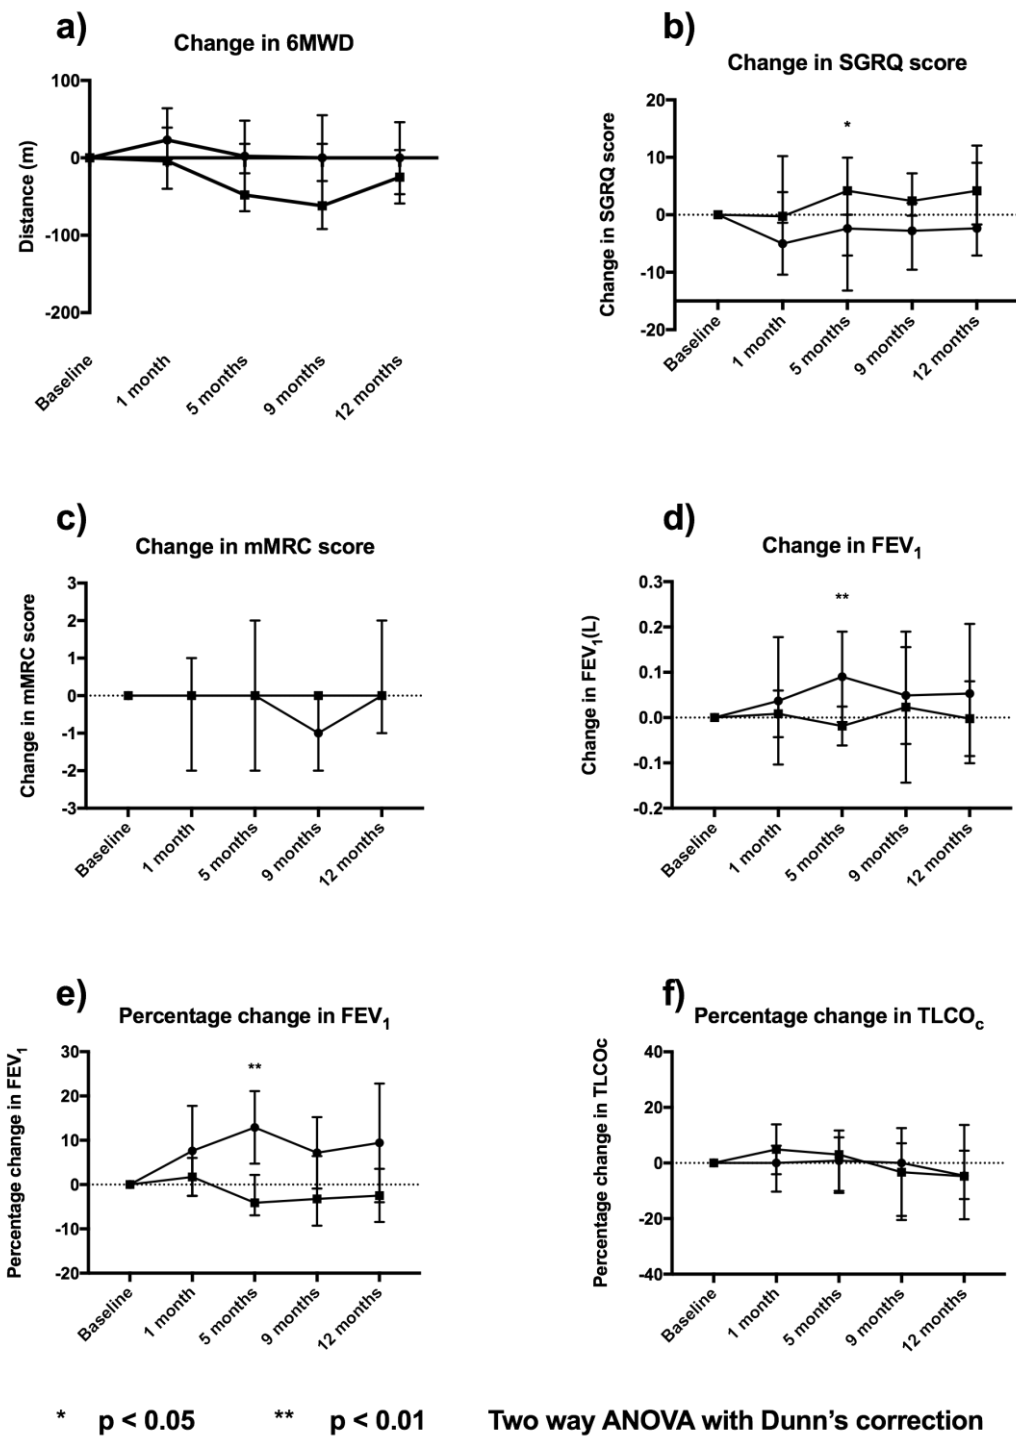 a)
Change in 6MWD
Distance (m)
100
0
-100
-200
Baseline
1 month
5 months
9 months
12 months
b)
Change in SGRQ score
Change in SGRQ score
20
10
0
-10
-20
*
Baseline
1 month
5 months
9 months
12 months
c)
Change in mMRC score
Change in mMRC score
3
2
1
0
-1
-2
-3
Baseline
1 month
5 months
9 months
12 months
d)
Change in FEV₁
Change in FEV₁(L)
0.3
0.2
0.1
0.0
-0.1
-0.2
**
Baseline
1 month
5 months
9 months
12 months
e)
Percentage change in FEV₁
Percentage change in FEV₁
30
20
10
0
-10
-20
**
Baseline
1 month
5 months
9 months
12 months
f)
Percentage change in TLCO꜀
Percentage change in TLCOc
40
20
0
-20
-40
Baseline
1 month
5 months
9 months
12 months
* p < 0.05 ** p < 0.01 Two way ANOVA with Dunn's correction